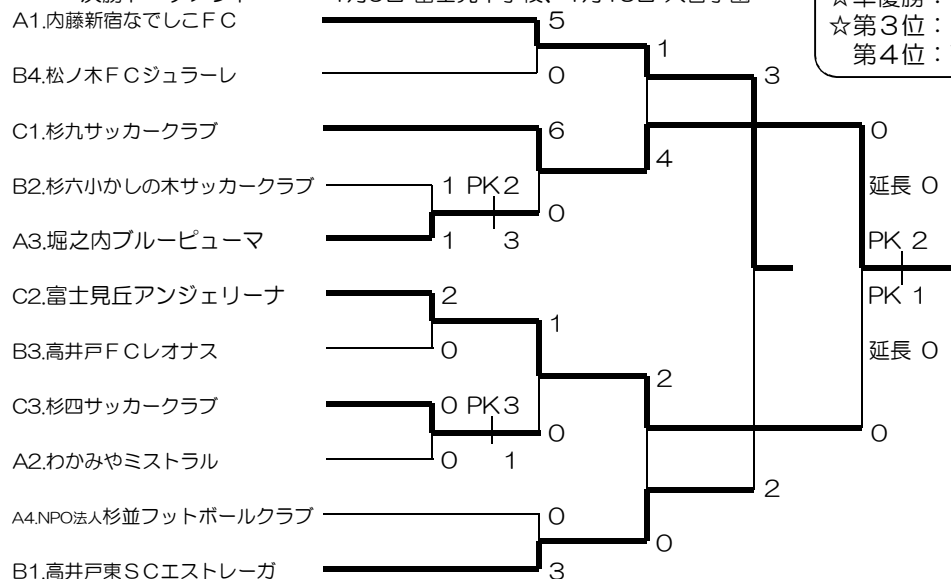 ☆第３位：
第４位：
A1.内藤新宿なでしこＦＣ 5
1
B4.松ノ木ＦＣジュラーレ 0 3
C1.杉九サッカークラブ 6 0
4
B2.杉六小かしの木サッカークラブ 1 PK2 延長 0
0
A3.堀之内ブルーピューマ 1 3 PK 2
C2.富士見丘アンジェリーナ 2 PK 1
1
B3.高井戸ＦＣレオナス 0 延長 0
2
C3.杉四サッカークラブ 0 PK3
0 0
A2.わかみやミストラル 0 1
2
A4.NPO法人杉並フットボールクラブ 0
0
B1.高井戸東ＳＣエストレーガ 3